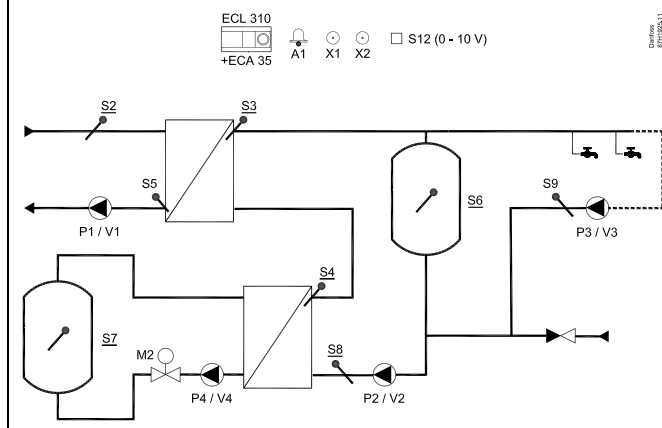 ECL 310
+ECA 35
A1
X1
X2
S12 (0 - 10 V)
Danfoss
87H1925.11
S2
S3
S5
S6
S9
P1 / V1
P3 / V3
S4
S7
M2
S8
P4 / V4
P2 / V2